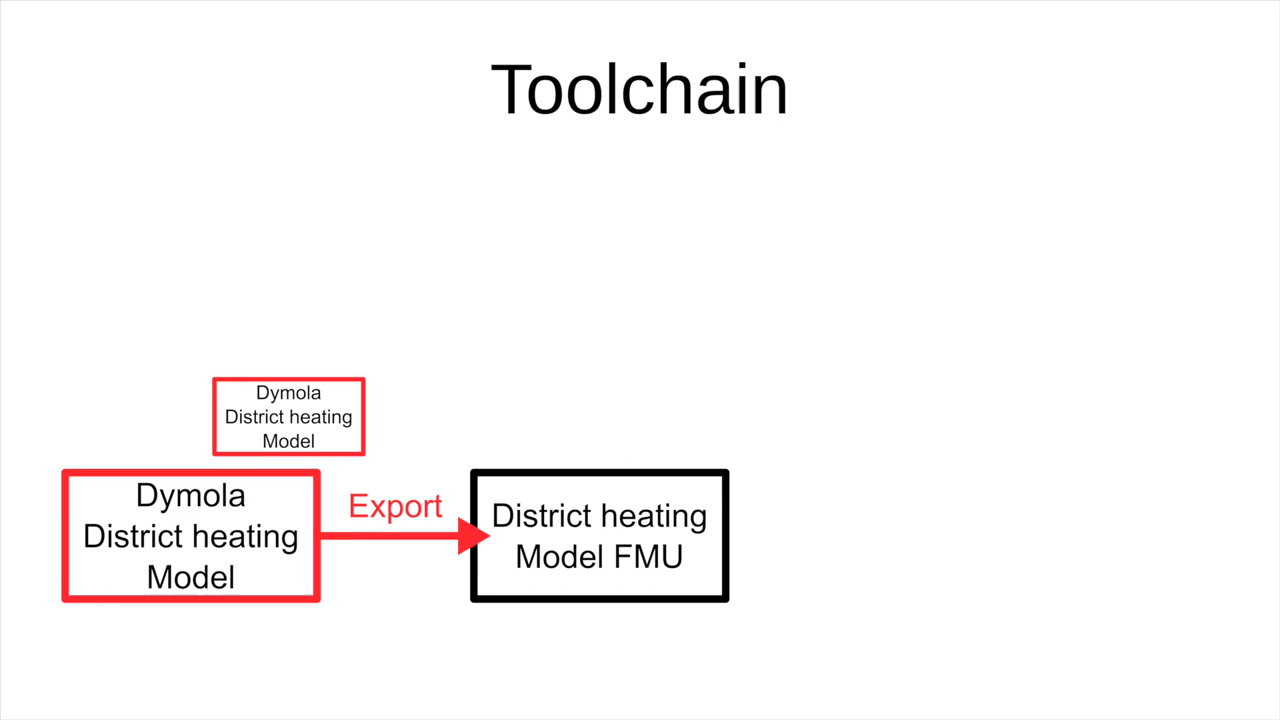 Toolchain
Dymola
District heating
Model
Dymola
District heating
Model
Export
District heating
Model FMU